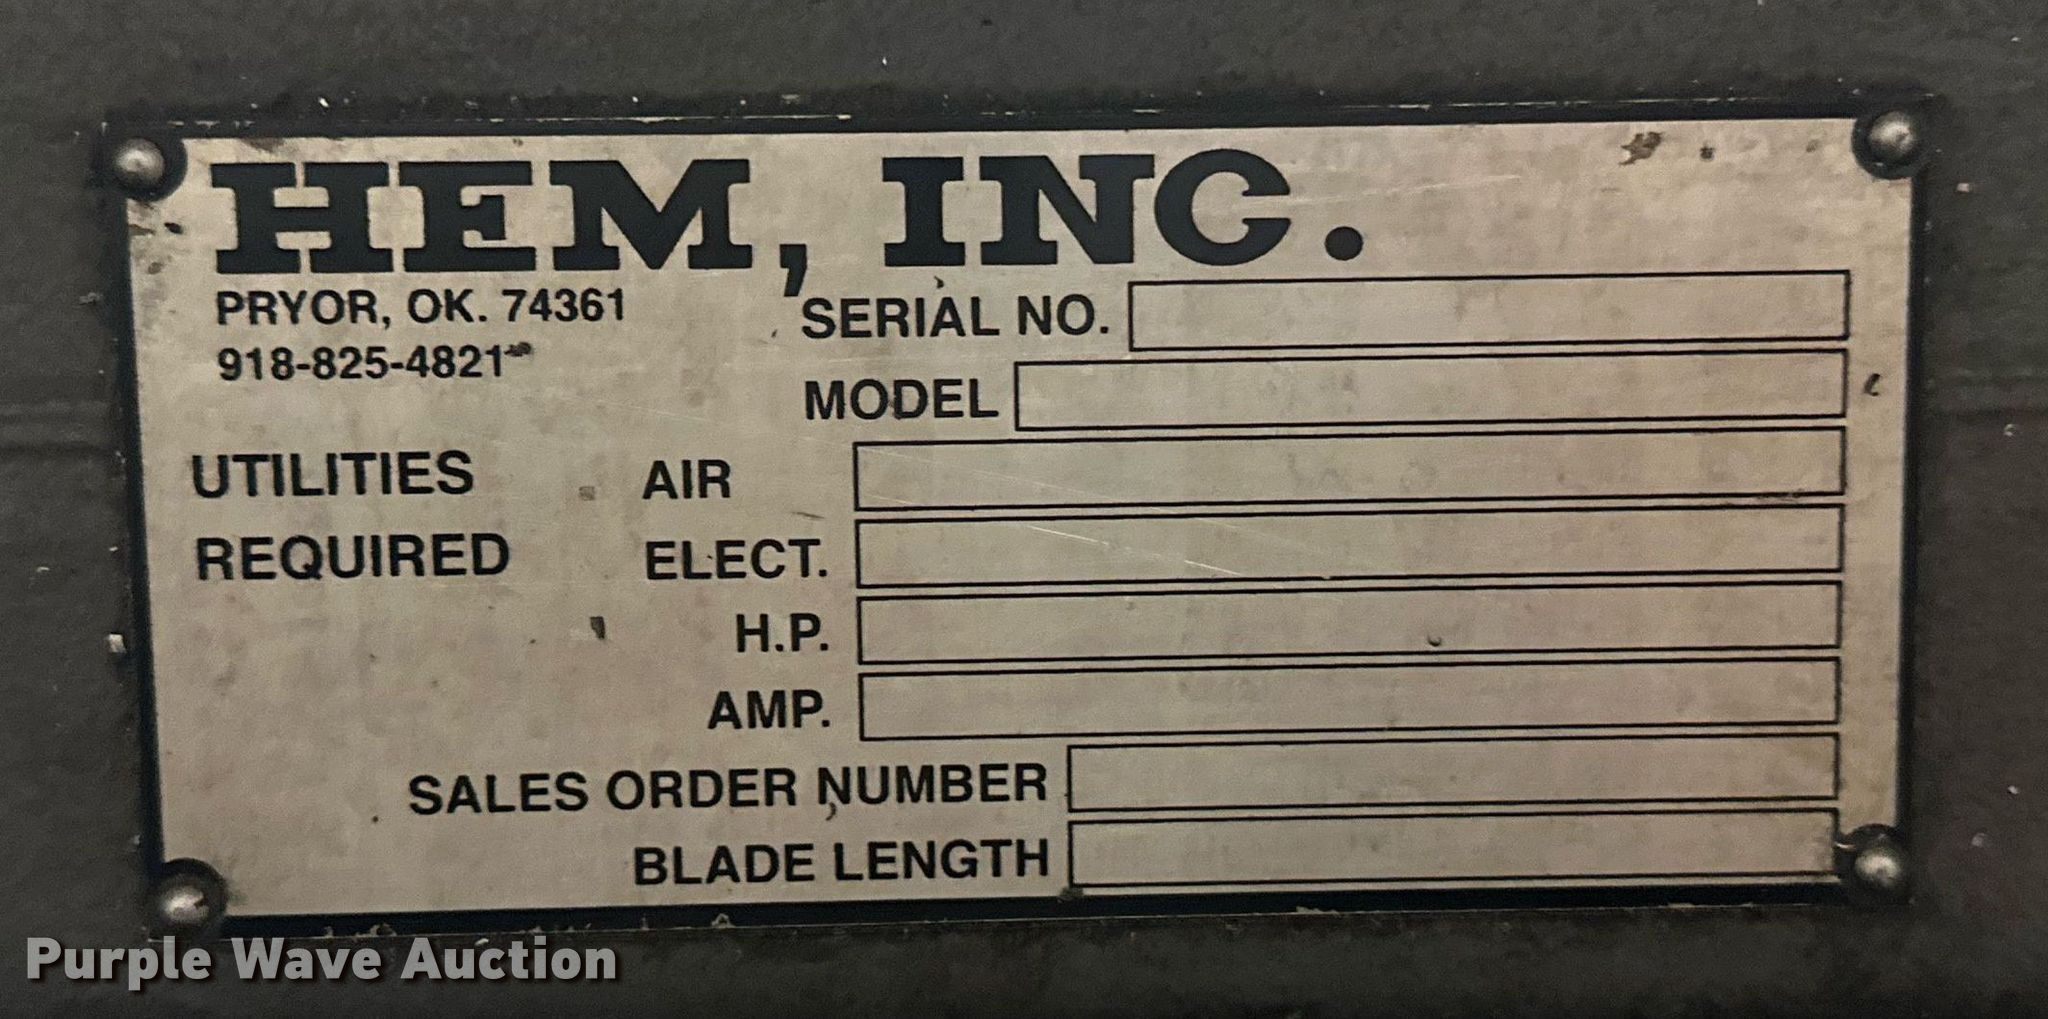 HEM, INC.
PRYOR, OK. 74361
918-825-4821
SERIAL NO.
MODEL
UTILITIES
REQUIRED
AIR
ELECT.
H.P.
AMP.
SALES ORDER NUMBER
BLADE LENGTH
Purple Wave Auction